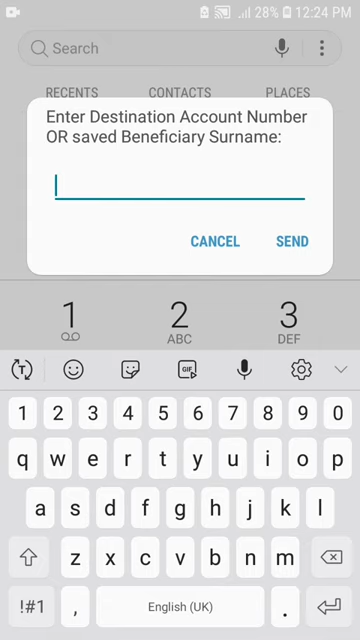 28% 12:24 PM
Search
RECENTS CONTACTS PLACES
Enter Destination Account Number
OR saved Beneficiary Surname:
CANCEL SEND
1 2 3
ABC DEF
T GIF
1 2 3 4 5 6 7 8 9 0
q w e r t y u i o p
a s d f g h j k l
z x c v b n m
!#1 , English (UK) .